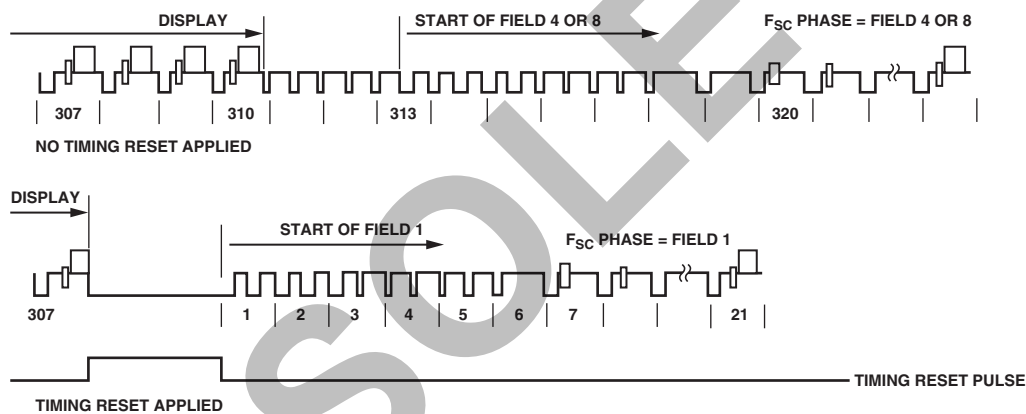 DISPLAY START OF FIELD 4 OR 8 FSC PHASE = FIELD 4 OR 8
307 310 313 320
NO TIMING RESET APPLIED
DISPLAY
START OF FIELD 1 FSC PHASE = FIELD 1
307 1 2 3 4 5 6 7 21
TIMING RESET PULSE
TIMING RESET APPLIED
SOLE